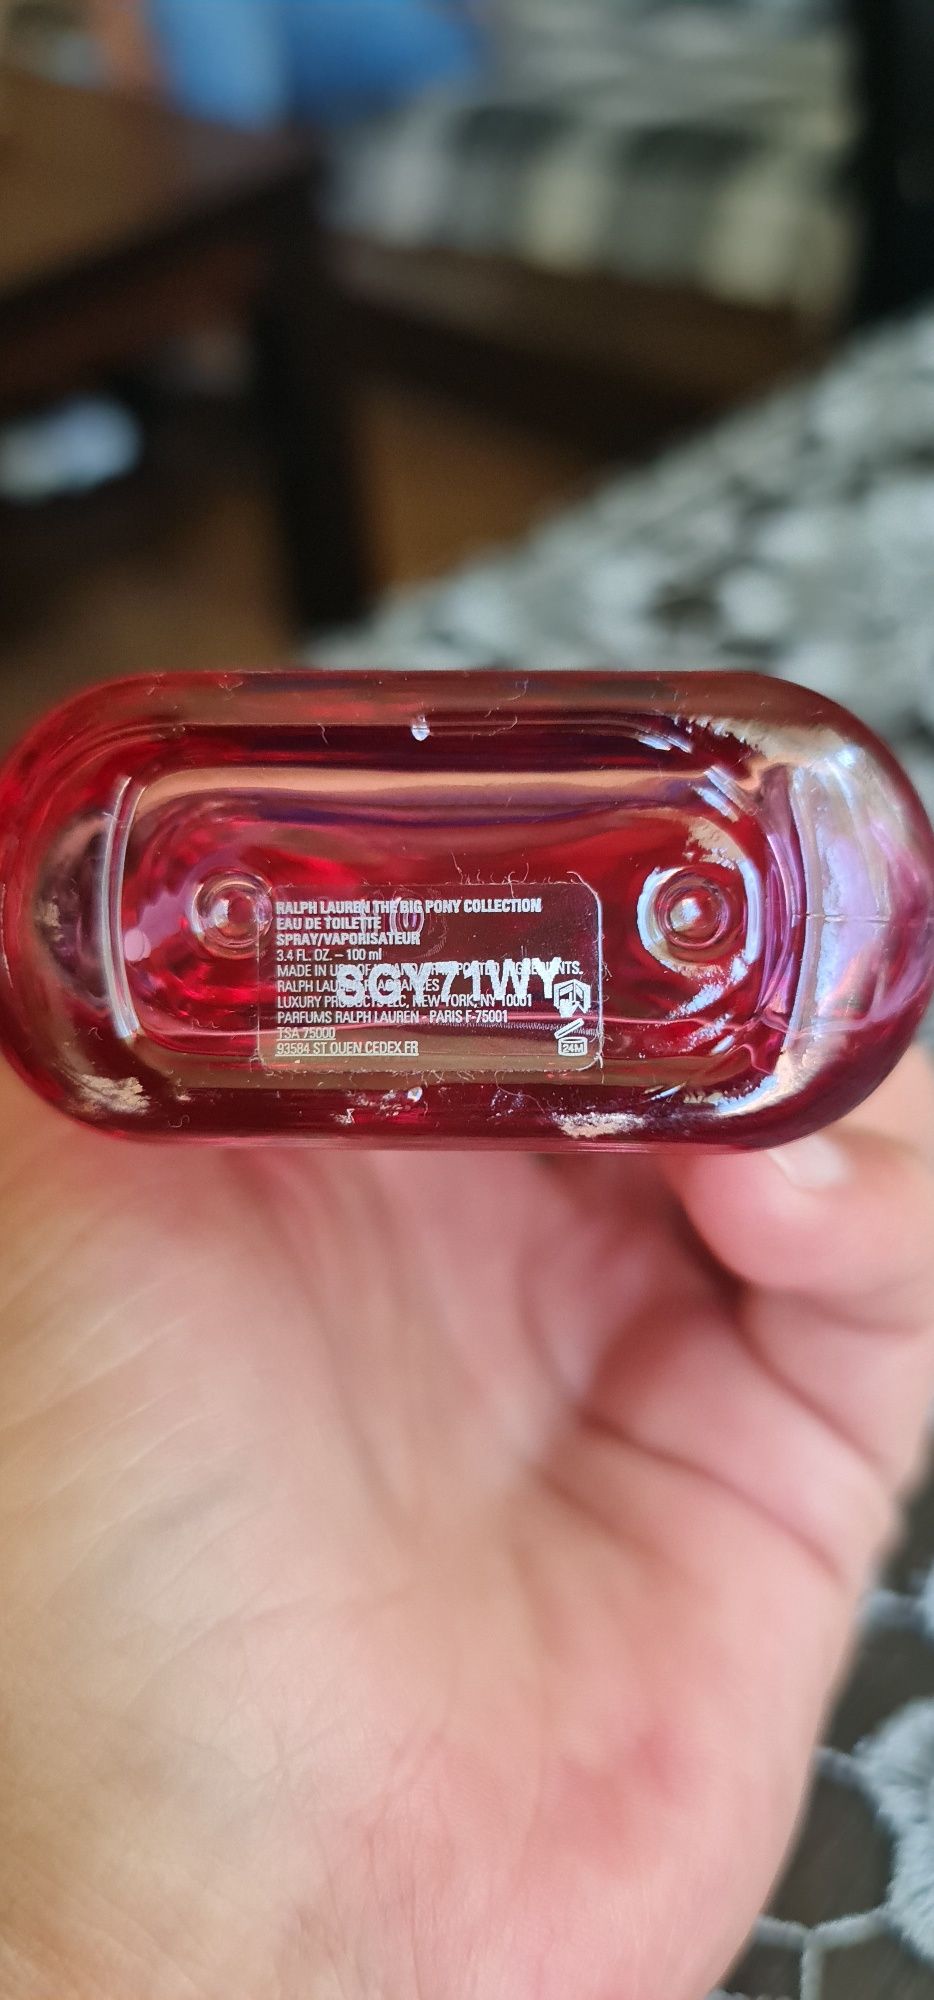 RALPH LAUREN THE BIG PONY COLLECTION
EAU DE TOILETTE
SPRAY/VAPORISATEUR
3.4 FL. OZ. – 100 ml
MADE IN
RALPH LAUREN FRAGRANCES
LUXURY PRODUCTS LLC, NEW YORK, NY 10001
PARFUMS RALPH LAUREN - PARIS F-75001
TSA 75000
93584 ST OUEN CEDEX FR
24M